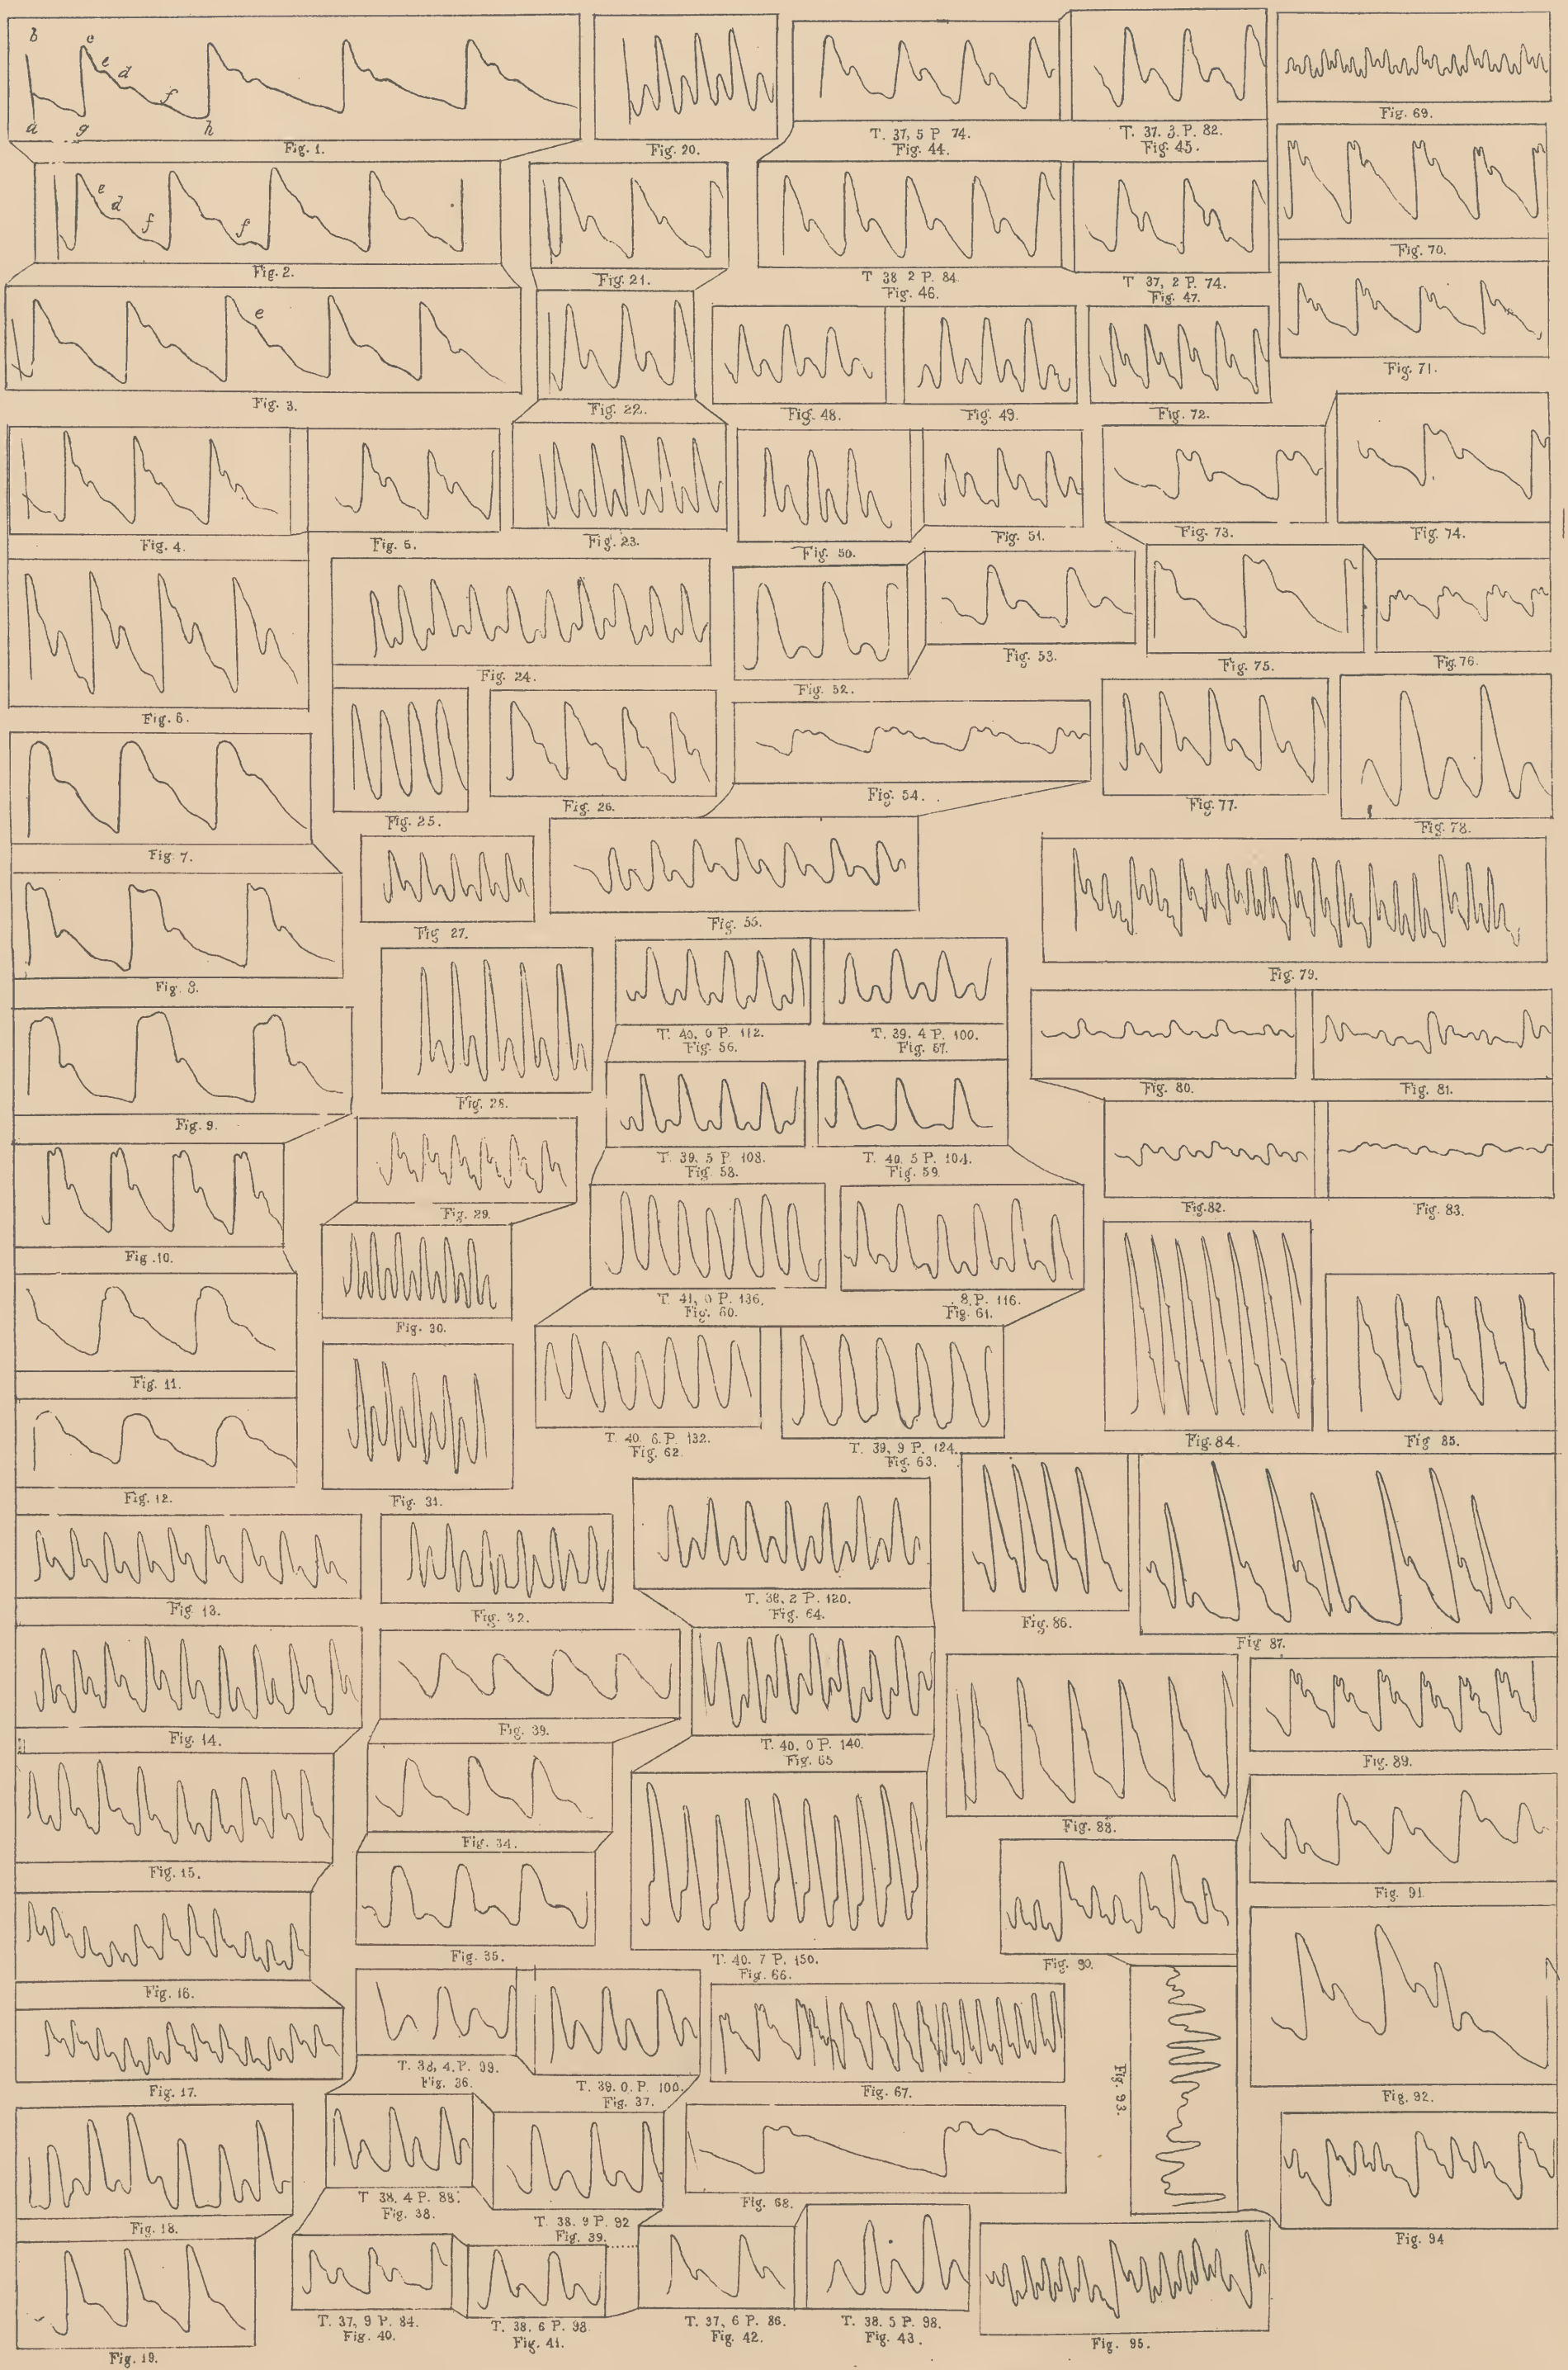 b
c
e
d
f
a
g
h
Fig. 1.
e
d
f
f
Fig. 2.
e
Fig. 3.
Fig. 4.
Fig. 5.
Fig. 6.
Fig. 7.
Fig. 8.
Fig. 9.
Fig. 10.
Fig. 11.
Fig. 12.
Fig. 13.
Fig. 14.
Fig. 15.
Fig. 16.
Fig. 17.
Fig. 18.
Fig. 19.
Fig. 20.
Fig. 21.
Fig. 22.
Fig. 23.
Fig. 24.
Fig. 25.
Fig. 26.
Fig. 27.
Fig. 28.
Fig. 29.
Fig. 30.
Fig. 31.
Fig. 32.
Fig. 39.
Fig. 34.
Fig. 35.
T. 38, 4. P. 99.
Fig. 36.
T. 39. 0. P. 100.
Fig. 37.
T 38, 4 P. 88.
Fig. 38.
T. 38. 9 P. 92
Fig. 39.
T. 37, 9 P. 84.
Fig. 40.
T. 38. 6 P. 98
Fig. 41.
T. 37, 6 P. 86.
Fig. 42.
T. 38. 5 P. 98.
Fig. 43.
T. 37, 5 P 74.
Fig. 44.
T. 37. 3. P. 82.
Fig. 45.
T 38 2 P. 84.
Fig. 46.
T 37, 2 P. 74.
Fig. 47.
Fig. 48.
Fig. 49.
Fig. 50.
Fig. 51.
Fig. 52.
Fig. 53.
Fig. 54.
Fig. 55.
T. 40, 0 P. 112.
Fig. 56.
T. 39. 4 P. 100.
Fig. 57.
T. 39, 5 P. 108.
Fig. 58.
T. 40. 5 P. 104.
Fig. 59.
T. 41, 0 P. 136.
Fig. 60.
8, P. 116.
Fig. 61.
T. 40. 6. P. 132.
Fig. 62.
T. 39, 9 P. 124.
Fig. 63.
T. 38, 2 P. 120.
Fig. 64.
T. 40. 0 P. 140.
Fig. 65
T. 40. 7 P. 150.
Fig. 66.
Fig. 67.
Fig. 68.
Fig. 69.
Fig. 70.
Fig. 71.
Fig. 72.
Fig. 73.
Fig. 74.
Fig. 75.
Fig. 76.
Fig. 77.
Fig. 78.
Fig. 79.
Fig. 80.
Fig. 81.
Fig. 82.
Fig. 83.
Fig. 84.
Fig. 85.
Fig. 86.
Fig. 87.
Fig. 88.
Fig. 89.
Fig. 90.
Fig. 91.
Fig. 92.
Fig. 93.
Fig. 94
Fig. 95.